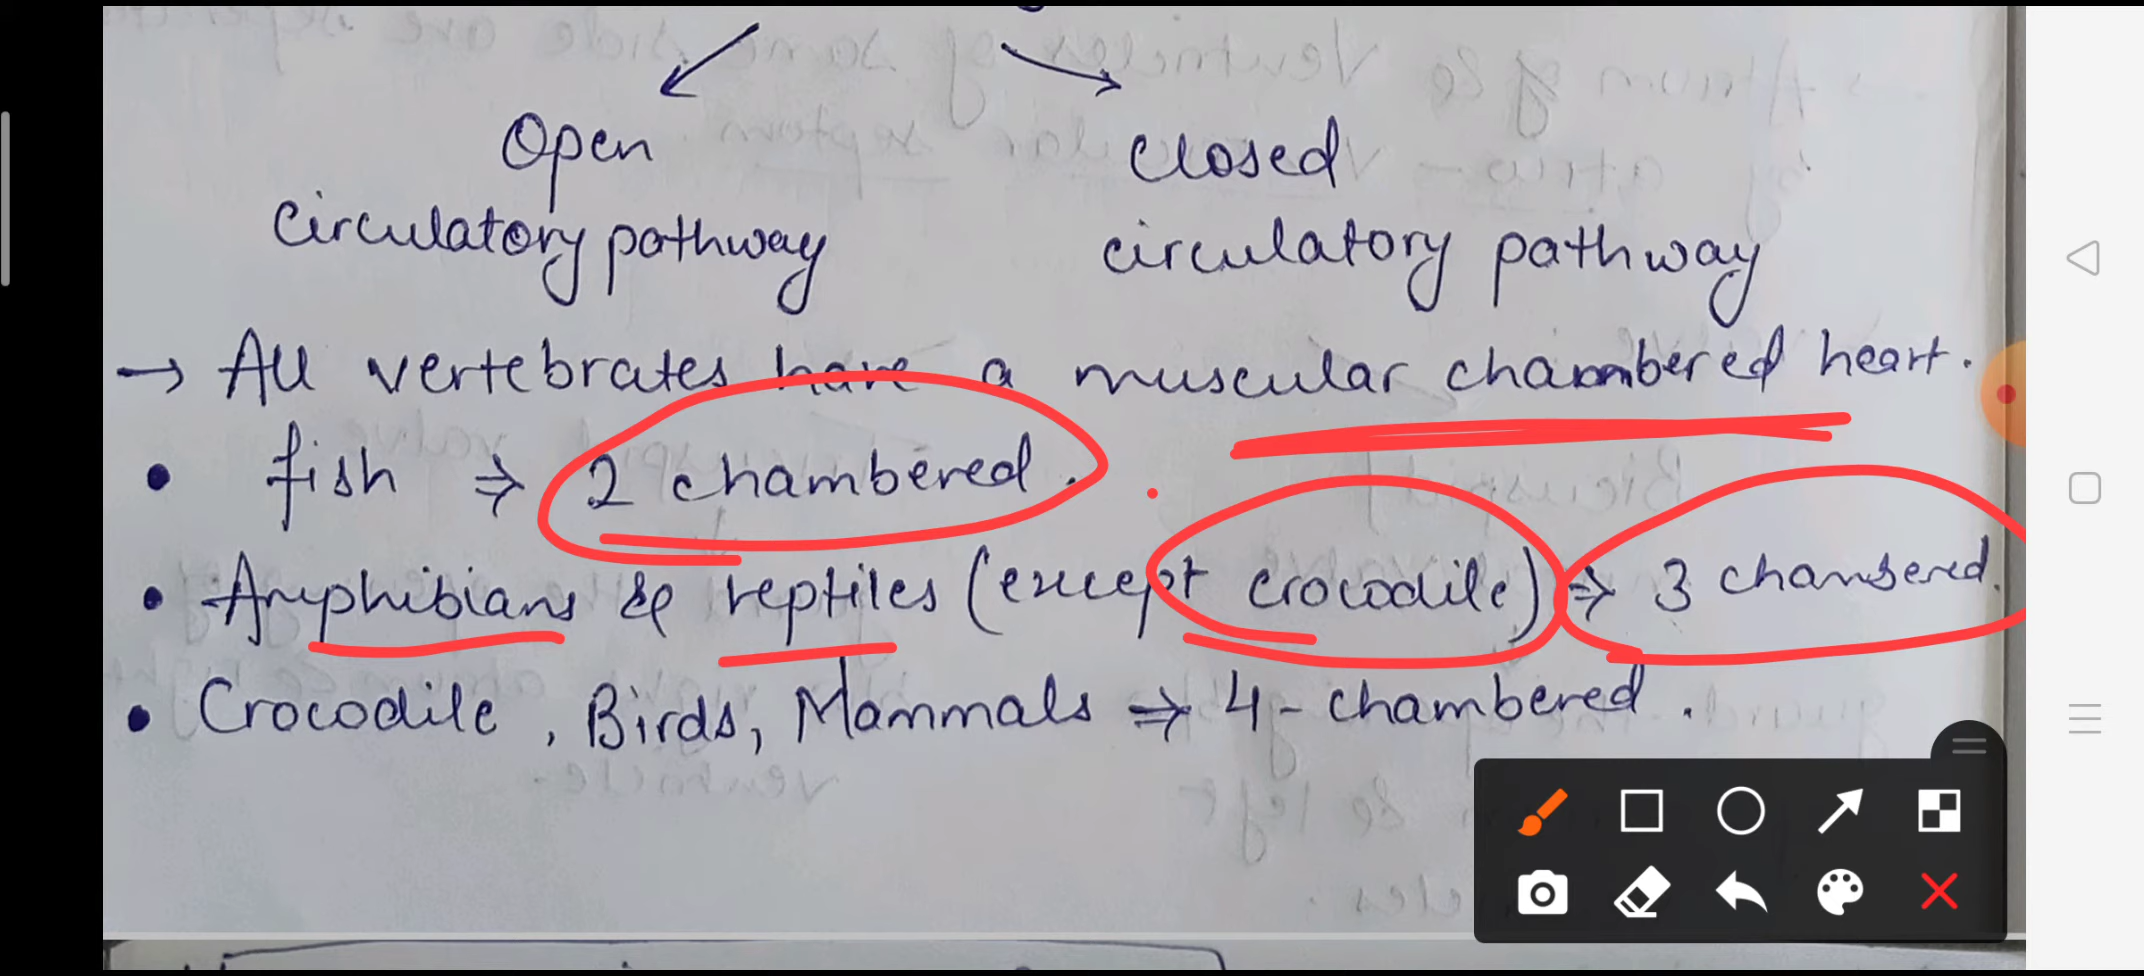 Open closed
circulatory pathway circulatory pathway
→ All vertebrates have a muscular chambered heart.
• fish ⇒ 2 chambered.
• Amphibians & reptiles (except crocodile) ⇒ 3 chambered.
• Crocodile, Birds, Mammals ⇒ 4-chambered.